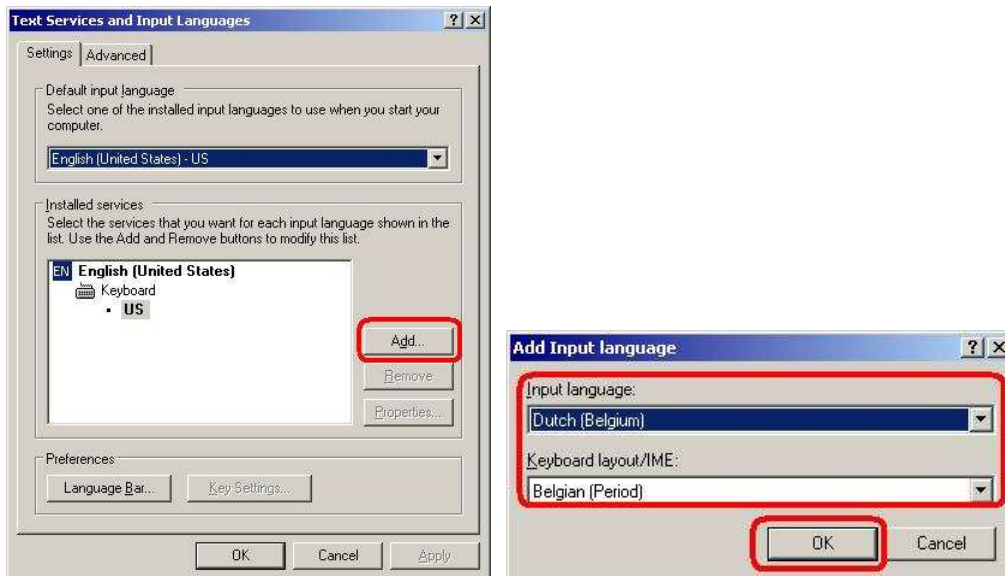 Text Services and Input Languages
Settings
Advanced
Default input language
Select one of the installed input languages to use when you start your
computer.
English (United States) - US
Installed services
Select the services that you want for each input language shown in the
list. Use the Add and Remove buttons to modify this list.
EN English (United States)
Keyboard
• US
Add...
Remove
Properties...
Preferences
Language Bar...
Key Settings...
OK
Cancel
Apply
Add Input language
Input language:
Dutch (Belgium)
Keyboard layout/IME:
Belgian (Period)
OK
Cancel